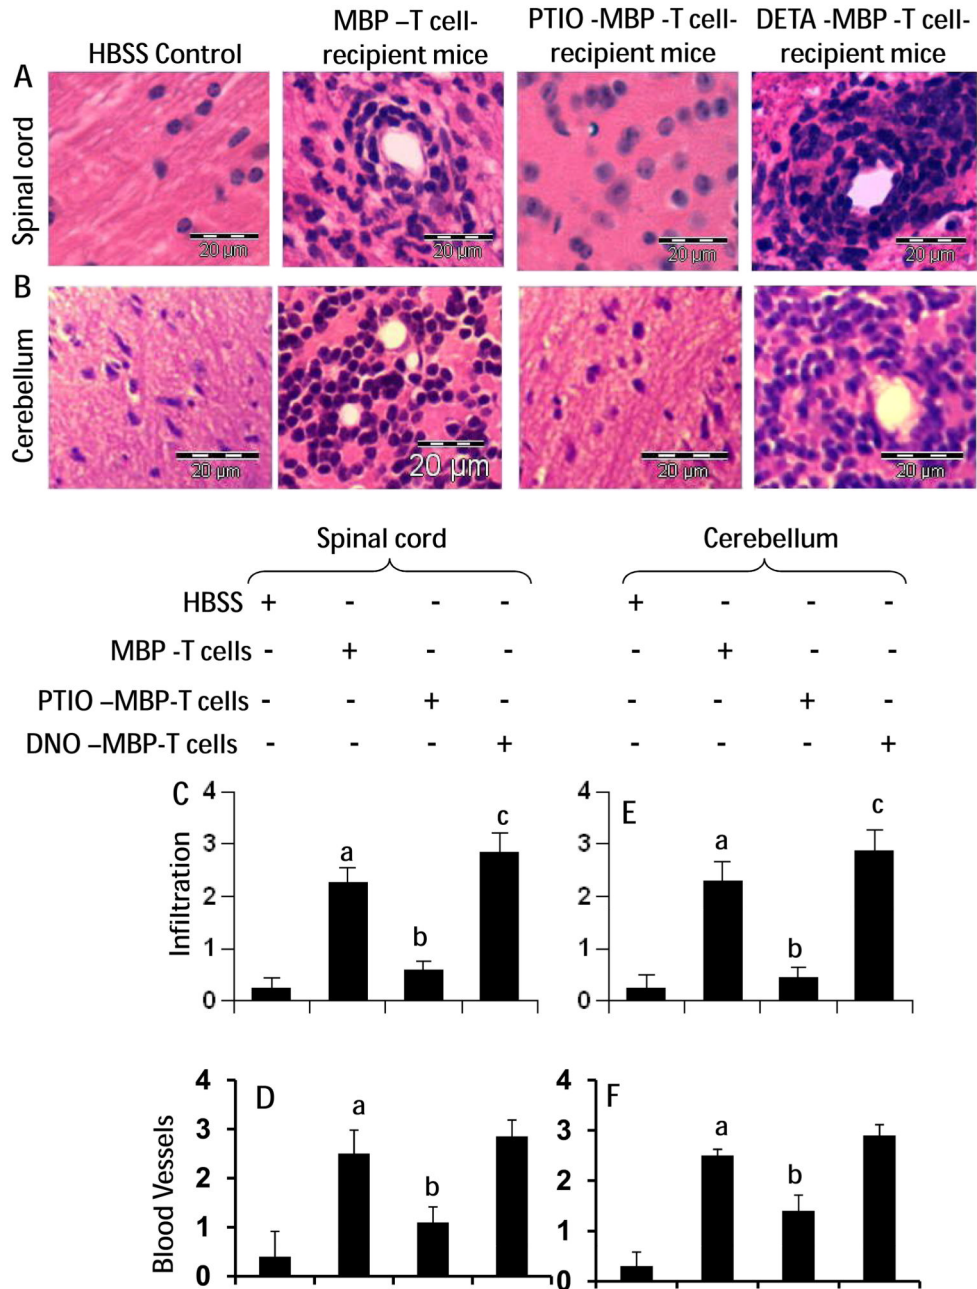 HBSS Control
MBP –T cell-
recipient mice
PTIO -MBP -T cell-
recipient mice
DETA -MBP -T cell-
recipient mice
A
Spinal cord
20 µm
20 µm
20 µm
20 µm
B
Cerebellum
20 µm
20 µm
20 µm
20 µm
Spinal cord Cerebellum
HBSS + - - - + - - -
MBP -T cells - + - - - + - -
PTIO –MBP-T cells - - + - - - + -
DNO –MBP-T cells - - - + - - - +
C
Infiltration
4
3
2
1
0
a
b
c
E
4
3
2
1
0
a
b
c
D
Blood Vessels
4
3
2
1
0
a
b
F
4
3
2
1
0
a
b